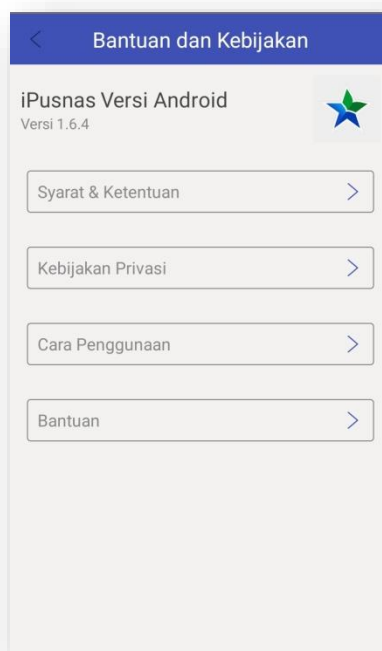 Bantuan dan Kebijakan
iPusnas Versi Android
Versi 1.6.4
Syarat & Ketentuan
Kebijakan Privasi
Cara Penggunaan
Bantuan